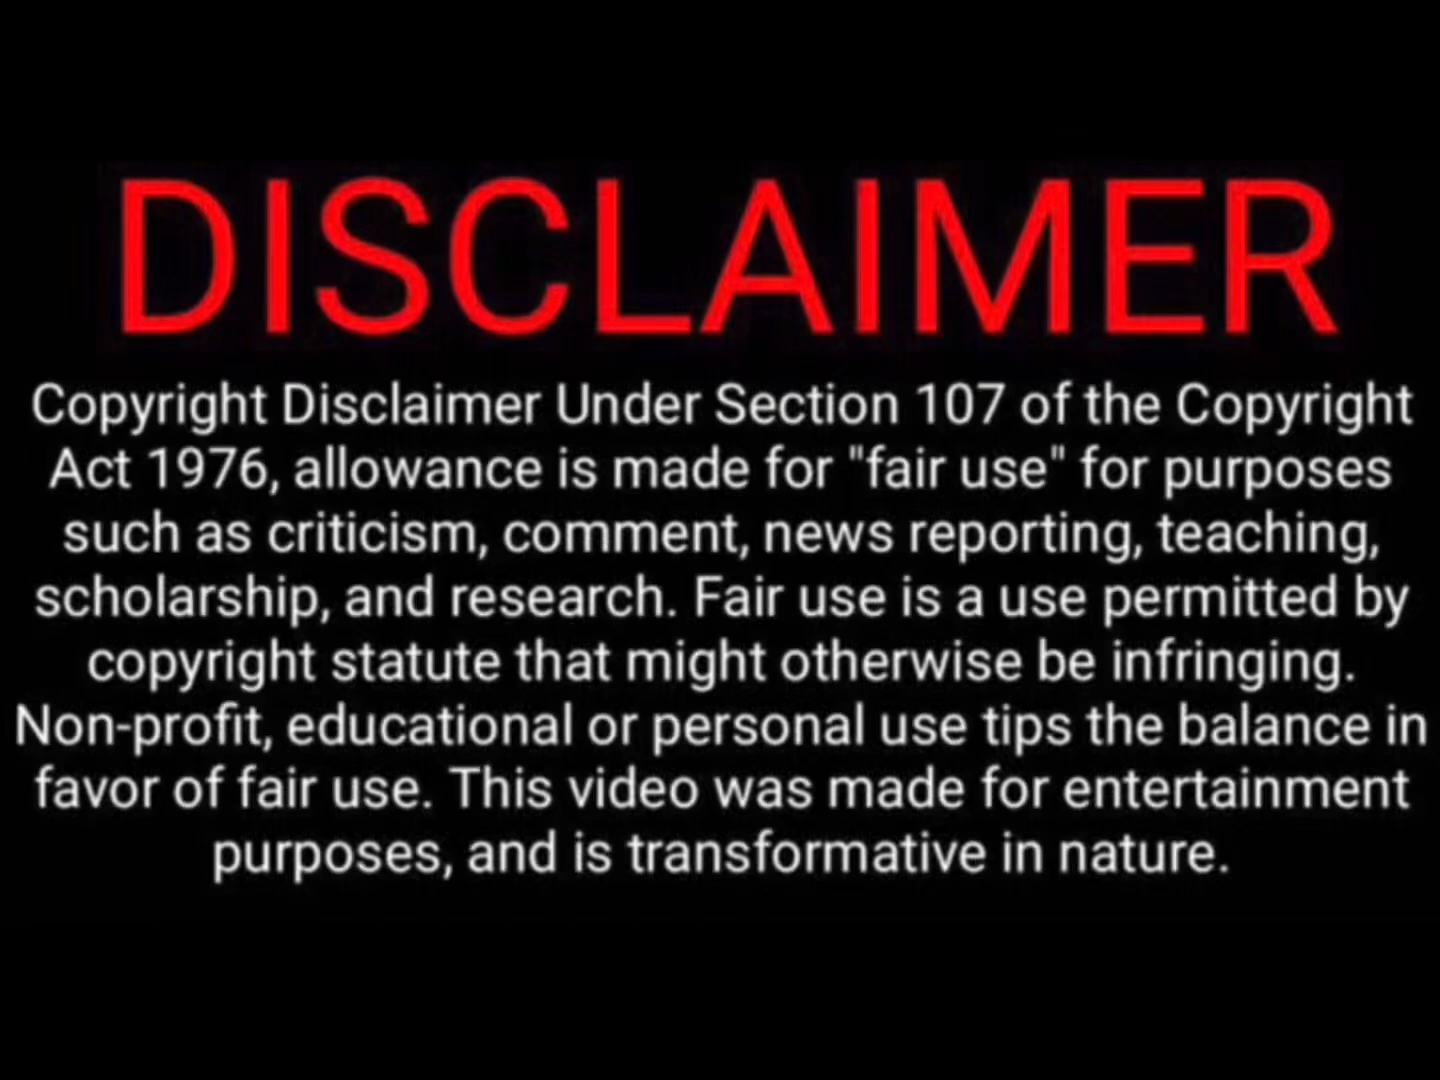 DISCLAIMER
Copyright Disclaimer Under Section 107 of the Copyright
Act 1976, allowance is made for "fair use" for purposes
such as criticism, comment, news reporting, teaching,
scholarship, and research. Fair use is a use permitted by
copyright statute that might otherwise be infringing.
Non-profit, educational or personal use tips the balance in
favor of fair use. This video was made for entertainment
purposes, and is transformative in nature.